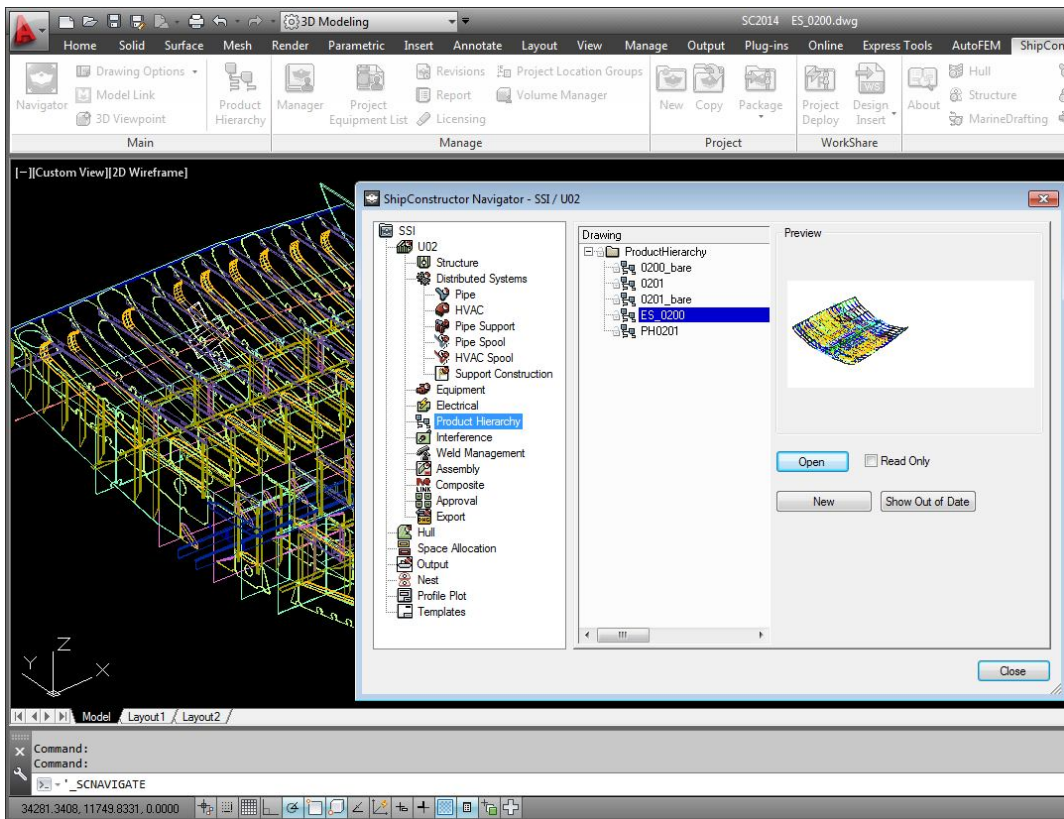 3D Modeling
SC2014 ES_0200.dwg
Home Solid Surface Mesh Render Parametric Insert Annotate Layout View Manage Output Plug-ins Online Express Tools AutoFEM ShipCon
Navigator
Drawing Options
Model Link
3D Viewpoint
Product Hierarchy
Manager
Project Equipment List
Revisions
Report
Licensing
Project Location Groups
Volume Manager
New
Copy
Package
Project Deploy
Design Insert
WS
About
Hull
Structure
MarineDrafting
Main
Manage
Project
WorkShare
[-][Custom View][2D Wireframe]
ShipConstructor Navigator - SSI / U02
SSI
U02
Structure
Distributed Systems
Pipe
HVAC
Pipe Support
Pipe Spool
HVAC Spool
Support Construction
Equipment
Electrical
Product Hierarchy
Interference
Weld Management
Assembly
Composite
Approval
Export
Hull
Space Allocation
Output
Nest
Profile Plot
Templates
Drawing
ProductHierarchy
0200_bare
0201
0201_bare
ES_0200
PH0201
Preview
Open
Read Only
New
Show Out of Date
Close
Z
Y
X
Model Layout1 Layout2
Command:
Command:
'_SCNAVIGATE
34281.3408, 11749.8331, 0.0000